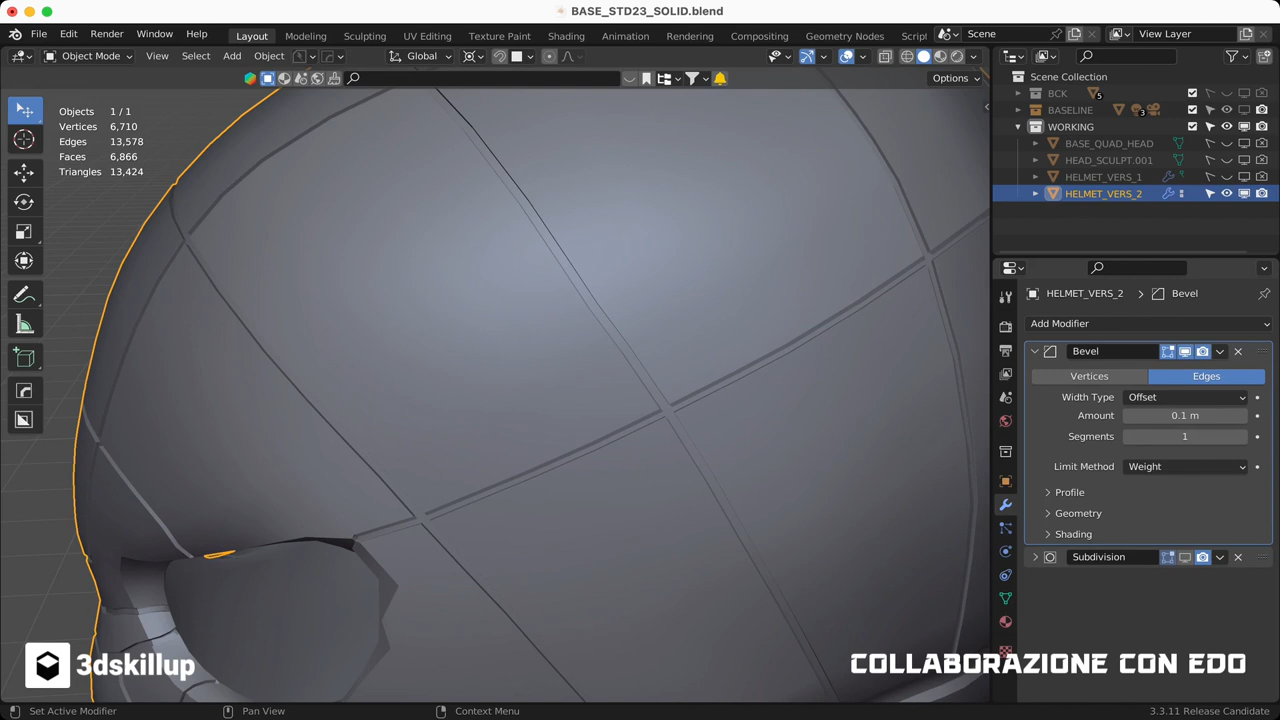 BASE_STD23_SOLID.blend
File Edit Render Window Help Layout Modeling Sculpting UV Editing Texture Paint Shading Animation Rendering Compositing Geometry Nodes Script Scene View Layer
Object Mode View Select Add Object Global
Options
Objects 1 / 1
Vertices 6,710
Edges 13,578
Faces 6,866
Triangles 13,424
Scene Collection
BCK 5
BASELINE 3
WORKING
BASE_QUAD_HEAD
HEAD_SCULPT.001
HELMET_VERS_1
HELMET_VERS_2
HELMET_VERS_2 > Bevel
Add Modifier
Bevel
Vertices Edges
Width Type Offset
Amount 0.1 m
Segments 1
Limit Method Weight
Profile
Geometry
Shading
Subdivision
3dskillup
COLLABORAZIONE CON EDO
Set Active Modifier Pan View Context Menu 3.3.11 Release Candidate